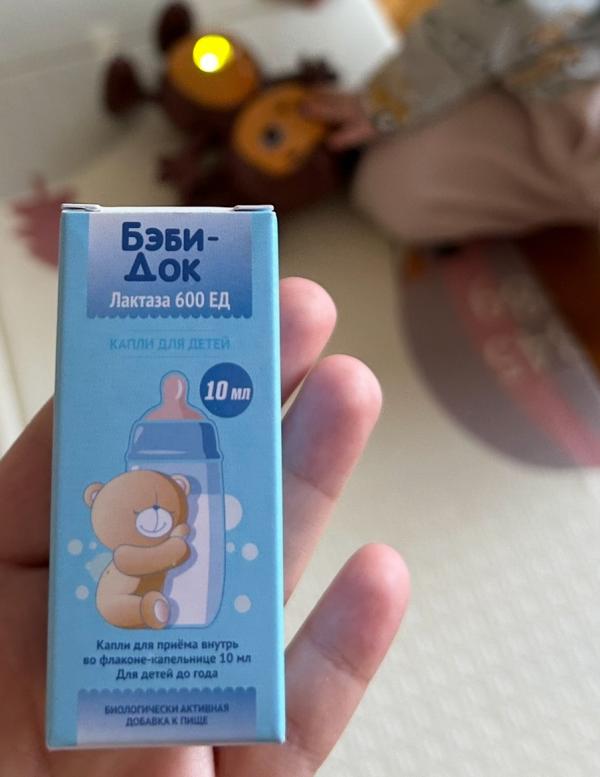 БЭБИ-
ДОК
Лактаза 600 ЕД
КАПЛИ ДЛЯ ДЕТЕЙ
10 мл
Капли для приёма внутрь
во флаконе-капельнице 10 мл
Для детей до года
БИОЛОГИЧЕСКИ АКТИВНАЯ
ДОБАВКА К ПИЩЕ